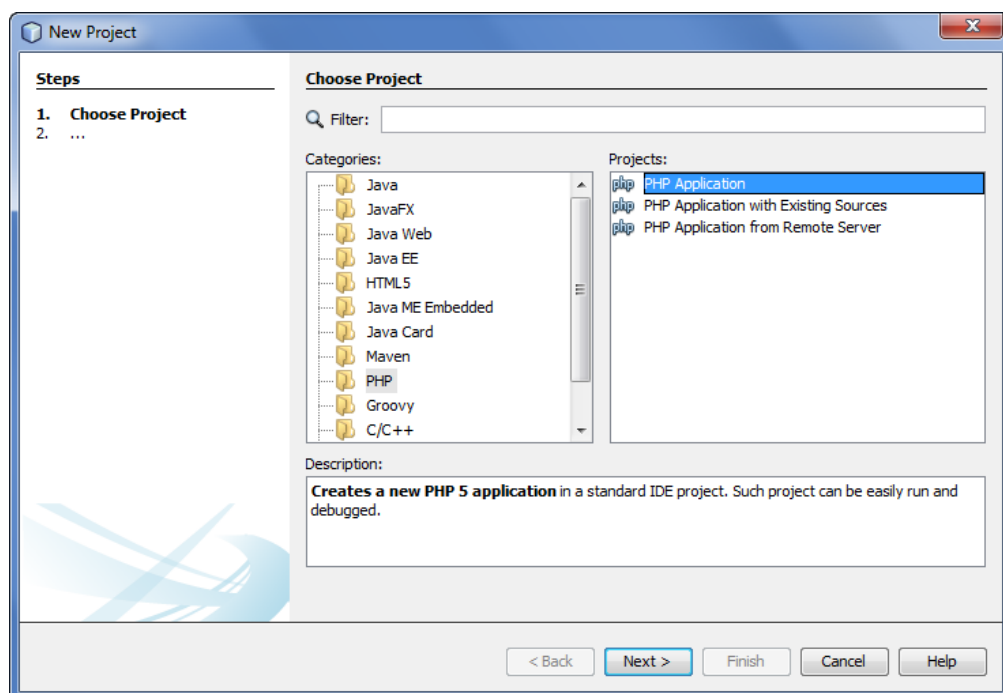 New Project
x
Steps
1. Choose Project
2. ...
Choose Project
Filter:
Categories:
Java
JavaFX
Java Web
Java EE
HTML5
Java ME Embedded
Java Card
Maven
PHP
Groovy
C/C++
Projects:
php PHP Application
php PHP Application with Existing Sources
php PHP Application from Remote Server
Description:
Creates a new PHP 5 application in a standard IDE project. Such project can be easily run and
debugged.
< Back Next > Finish Cancel Help